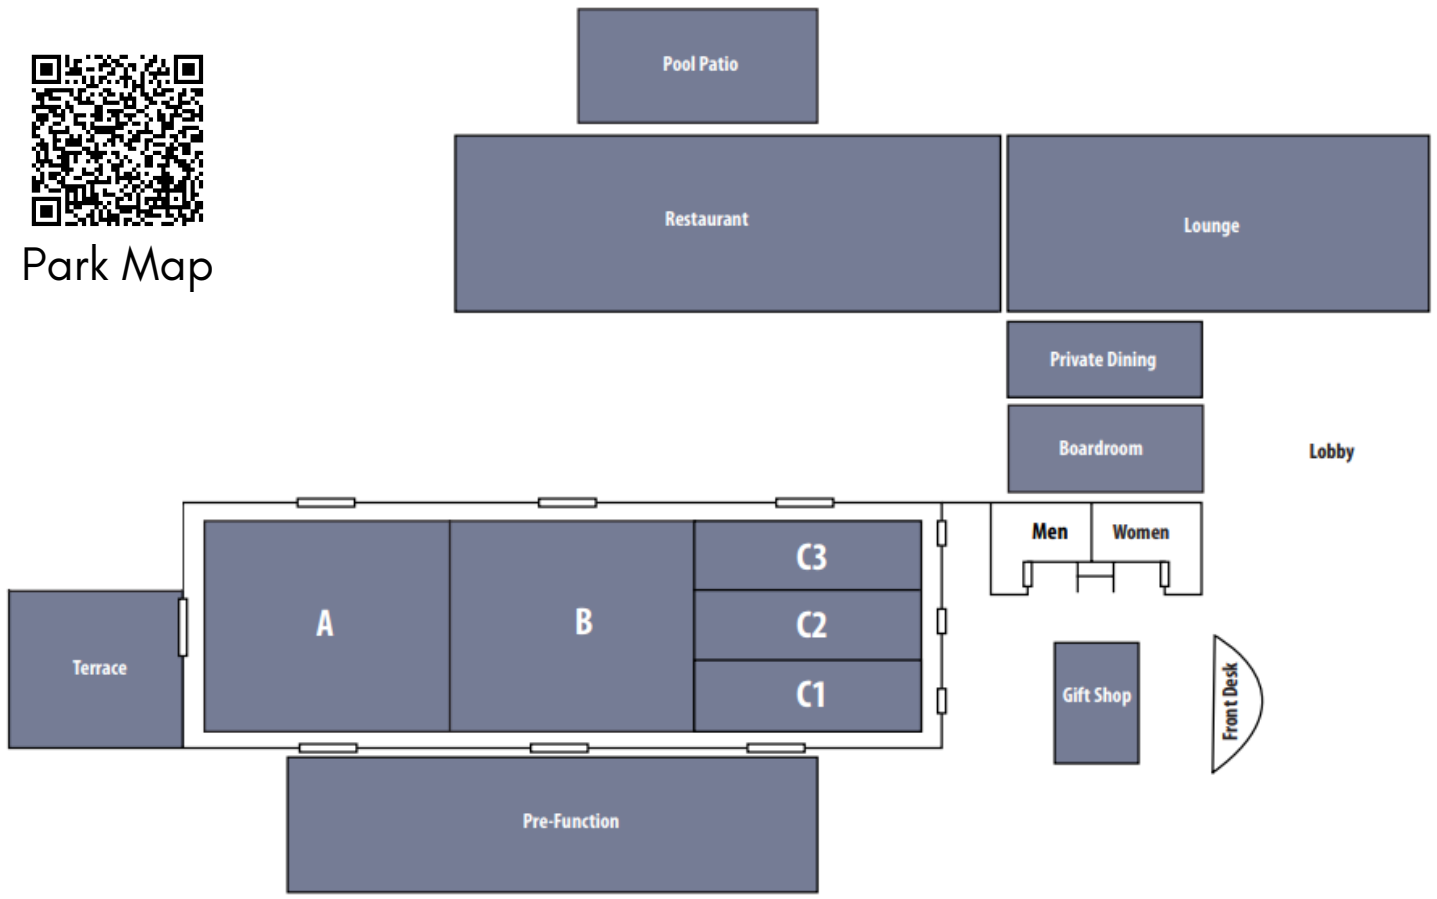 Pool Patio
Restaurant
Lounge
Park Map
Private Dining
Boardroom
Lobby
Men
Women
A
B
C3
C2
C1
Terrace
Gift Shop
Front Desk
Pre-Function